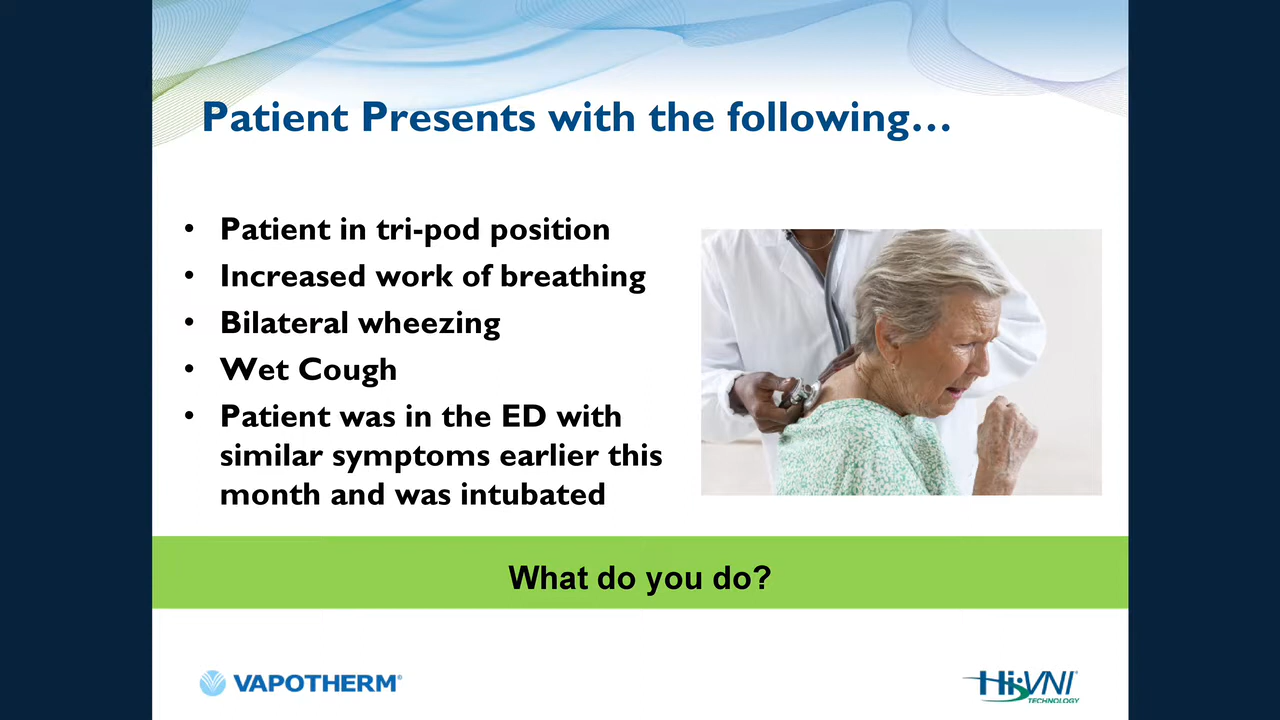 Patient Presents with the following…
• Patient in tri-pod position
• Increased work of breathing
• Bilateral wheezing
• Wet Cough
• Patient was in the ED with
similar symptoms earlier this
month and was intubated
What do you do?
VAPOTHERM®
Hi-VNI®
TECHNOLOGY